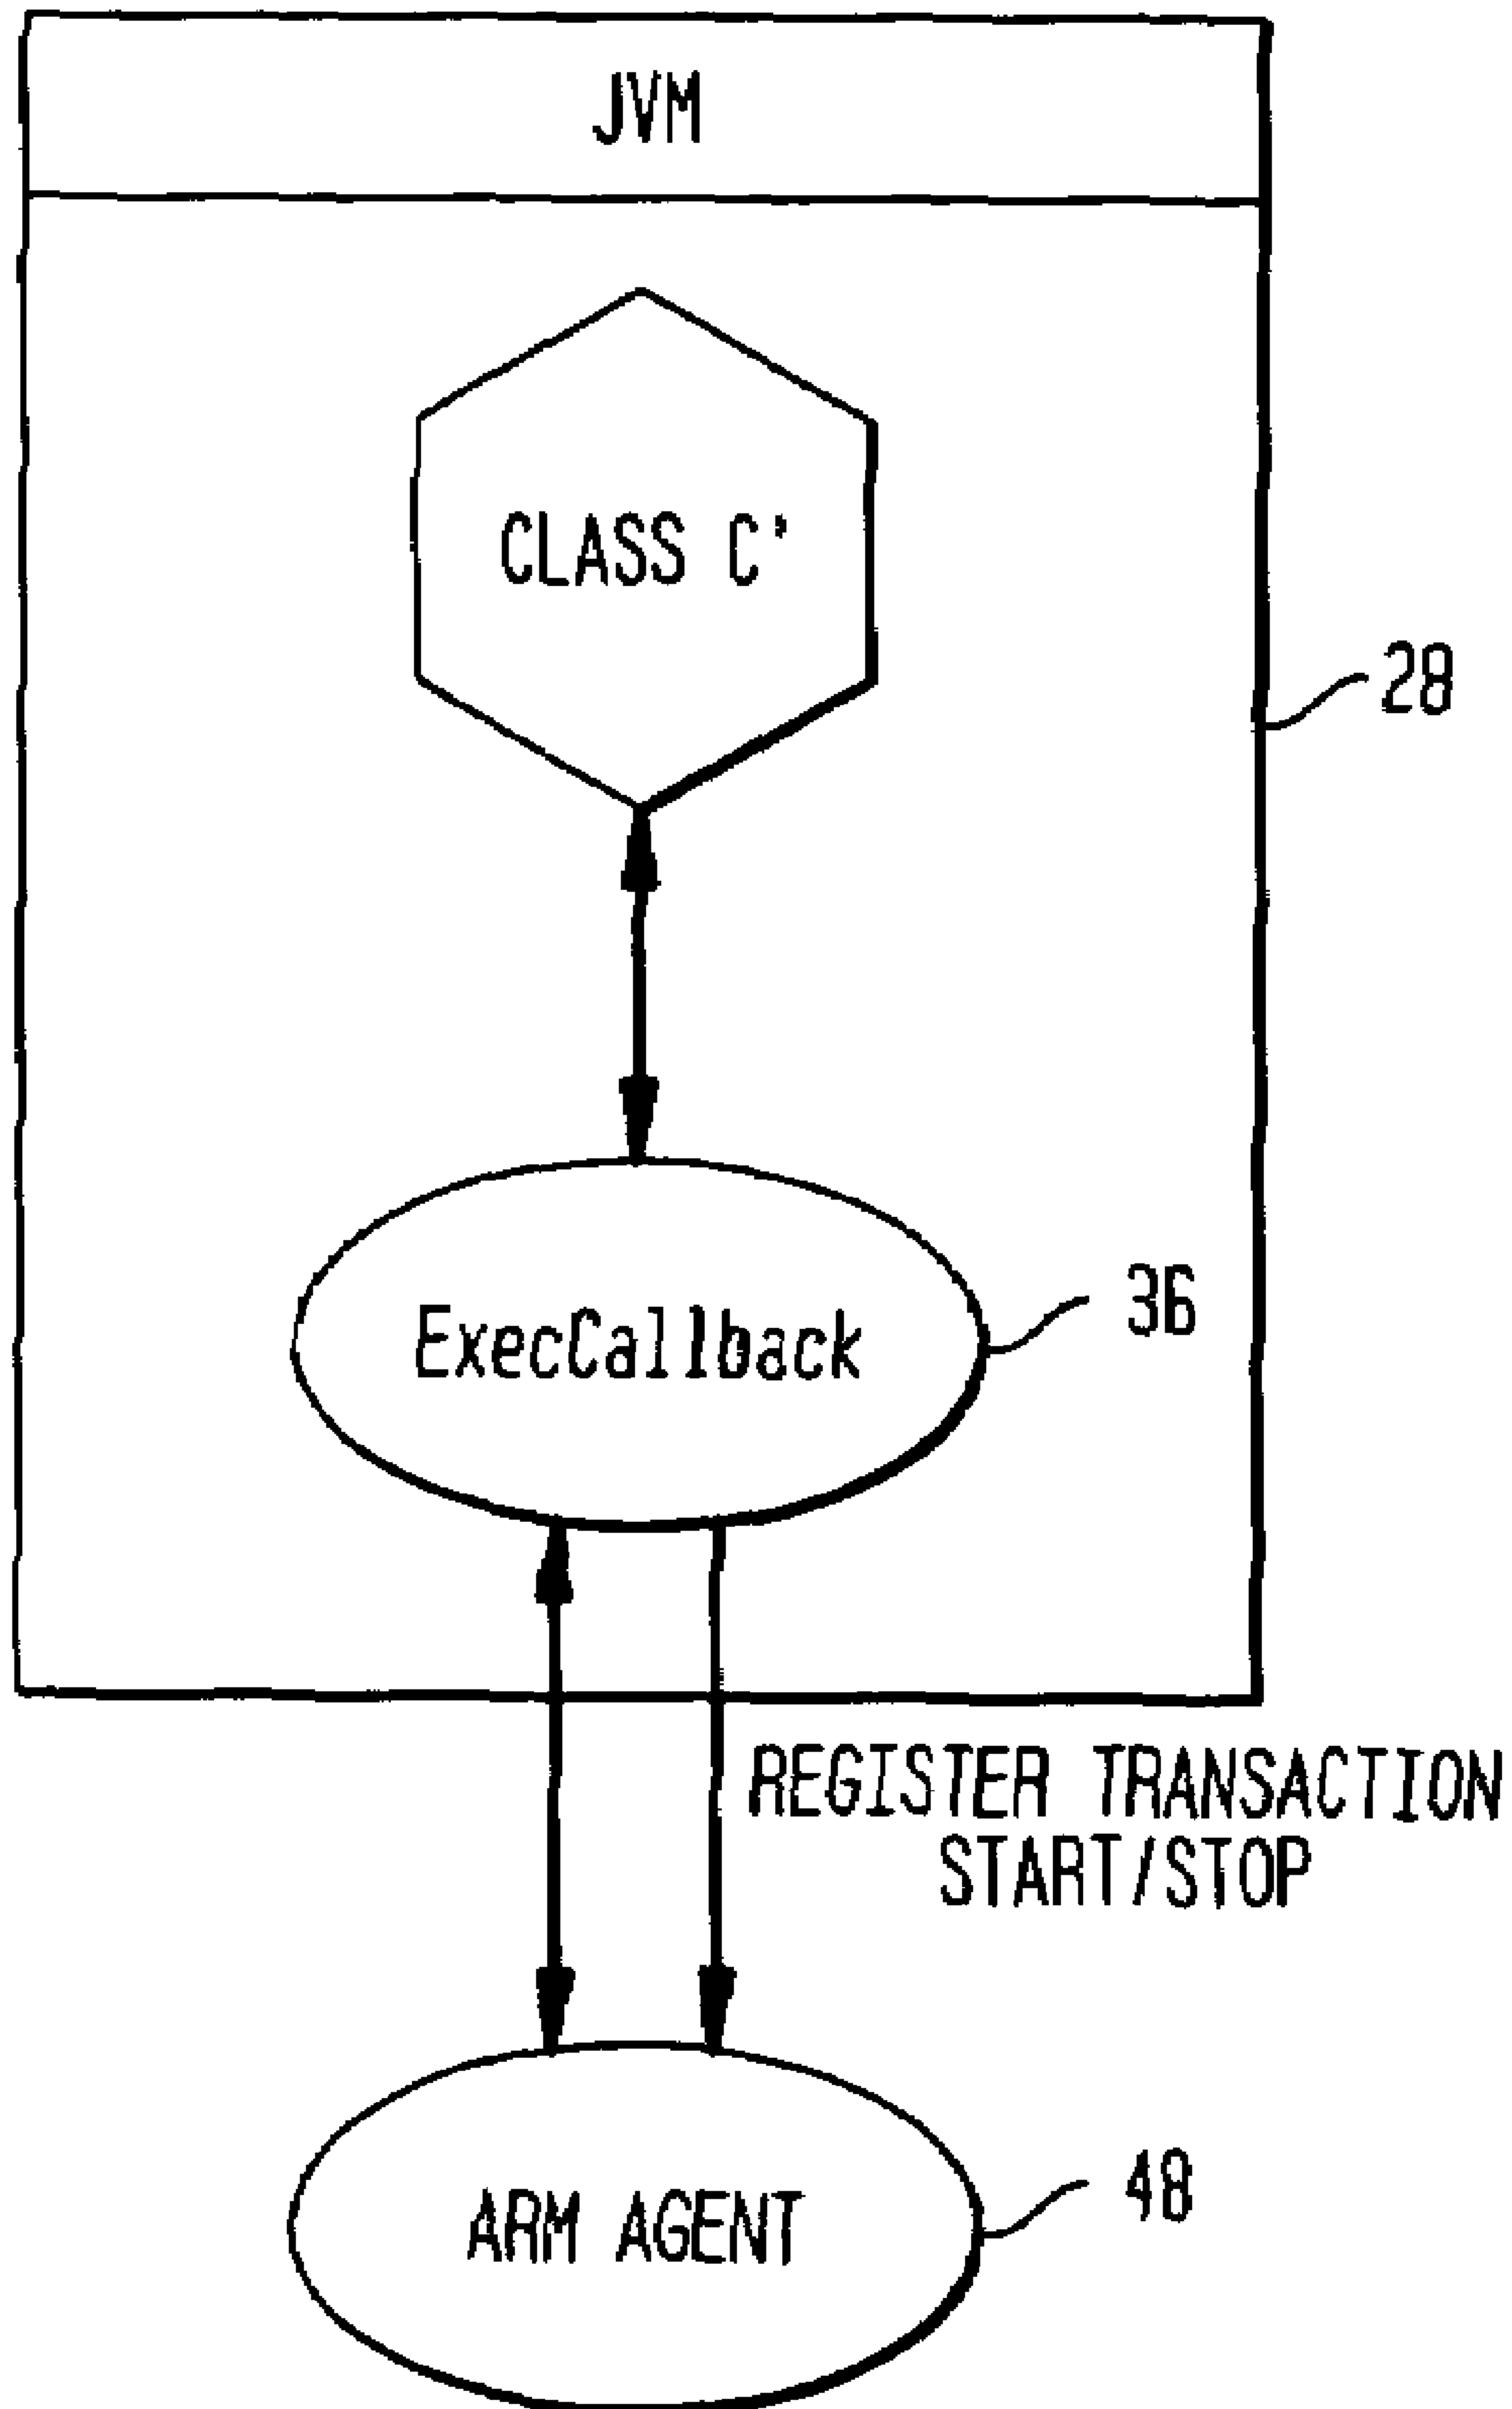 JVM
CLASS C'
28
ExecCallback
36
REGISTER TRANSACTION
START/STOP
ARM AGENT
48